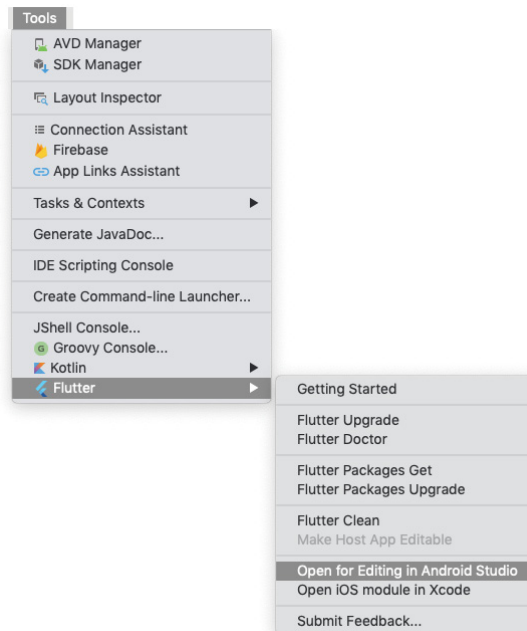 Tools
AVD Manager
SDK Manager
Layout Inspector
Connection Assistant
Firebase
App Links Assistant
Tasks & Contexts
Generate JavaDoc...
IDE Scripting Console
Create Command-line Launcher...
JShell Console...
G Groovy Console...
Kotlin
Flutter
Getting Started
Flutter Upgrade
Flutter Doctor
Flutter Packages Get
Flutter Packages Upgrade
Flutter Clean
Make Host App Editable
Open for Editing in Android Studio
Open iOS module in Xcode
Submit Feedback...